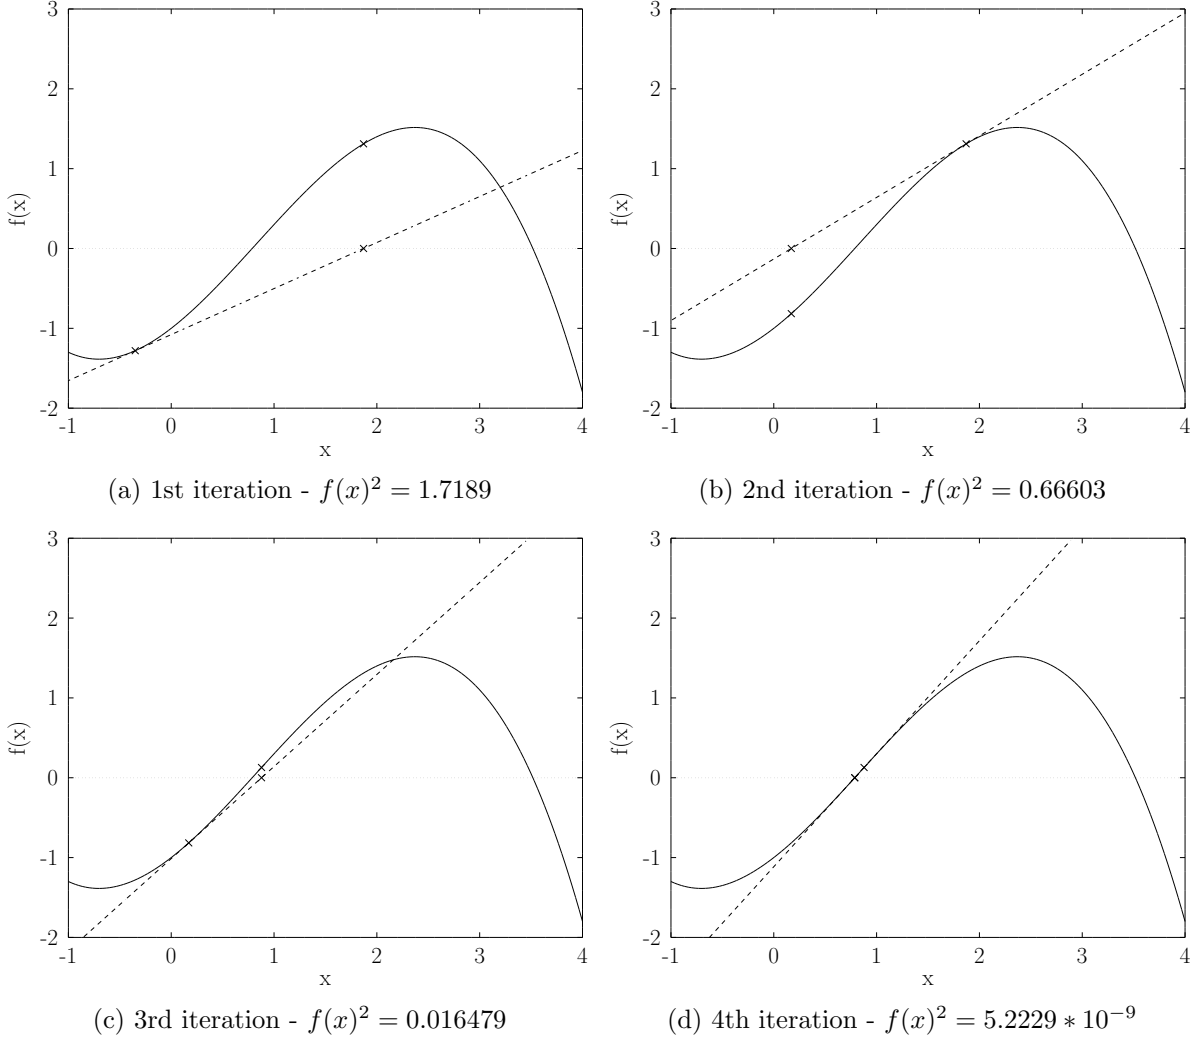 3
2
1
0
-1
-2
f(x)
-1 0 1 2 3 4
x
(a) 1st iteration - f(x)² = 1.7189
3
2
1
0
-1
-2
f(x)
-1 0 1 2 3 4
x
(b) 2nd iteration - f(x)² = 0.66603
3
2
1
0
-1
-2
f(x)
-1 0 1 2 3 4
x
(c) 3rd iteration - f(x)² = 0.016479
3
2
1
0
-1
-2
f(x)
-1 0 1 2 3 4
x
(d) 4th iteration - f(x)² = 5.2229 ∗ 10⁻⁹